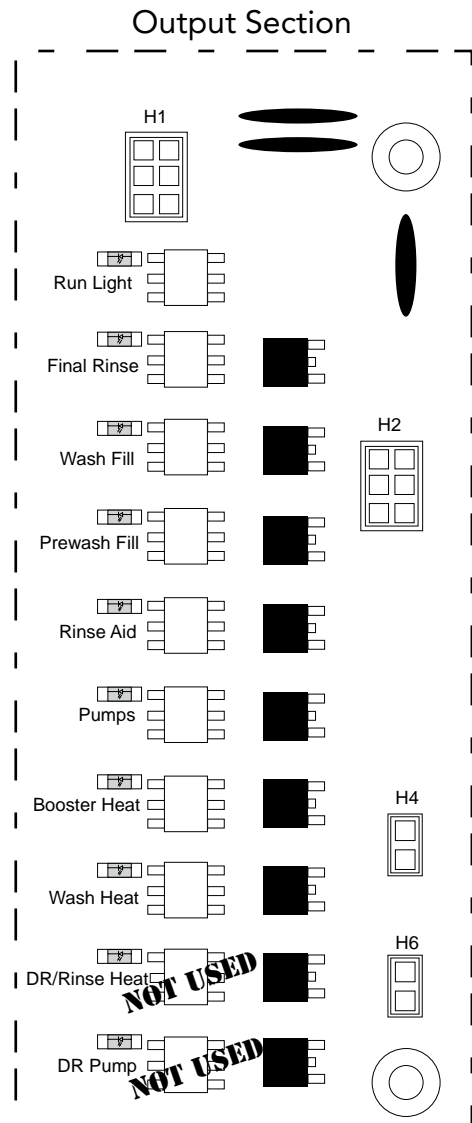 Output Section
H1
Run Light
Final Rinse
H2
Wash Fill
Prewash Fill
Rinse Aid
Pumps
Booster Heat
H4
Wash Heat
H6
DR/Rinse Heat
NOT USED
DR Pump
NOT USED